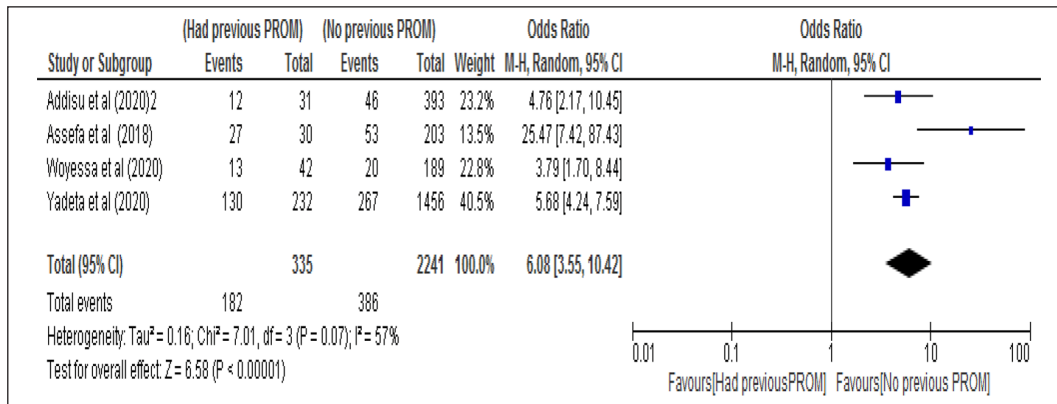 (Had previous PROM) (No previous PROM) Odds Ratio Odds Ratio
Study or Subgroup Events Total Events Total Weight M-H, Random, 95% CI M-H, Random, 95% CI
Addisu et al (2020)2 12 31 46 393 23.2% 4.76 [2.17, 10.45]
Assefa et al (2018) 27 30 53 203 13.5% 25.47 [7.42, 87.43]
Woyessa et al (2020) 13 42 20 189 22.8% 3.79 [1.70, 8.44]
Yadeta et al (2020) 130 232 267 1456 40.5% 5.68 [4.24, 7.59]
Total (95% CI) 335 2241 100.0% 6.08 [3.55, 10.42]
Total events 182 386
Heterogeneity: Tau² = 0.16; Chi² = 7.01, df = 3 (P = 0.07); I² = 57%
Test for overall effect: Z = 6.58 (P < 0.00001)
0.01 0.1 1 10 100
Favours[Had previousPROM] Favours[No previous PROM]